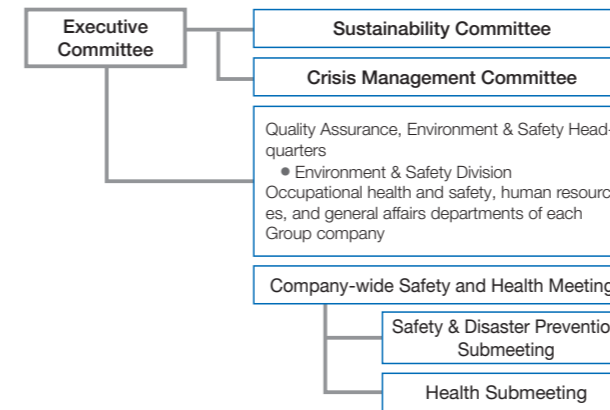 Executive
Committee
Sustainability Committee
Crisis Management Committee
Quality Assurance, Environment & Safety Head-
quarters
● Environment & Safety Division
Occupational health and safety, human resourc-
es, and general affairs departments of each
Group company
Company-wide Safety and Health Meeting
Safety & Disaster Preventio
Submeeting
Health Submeeting